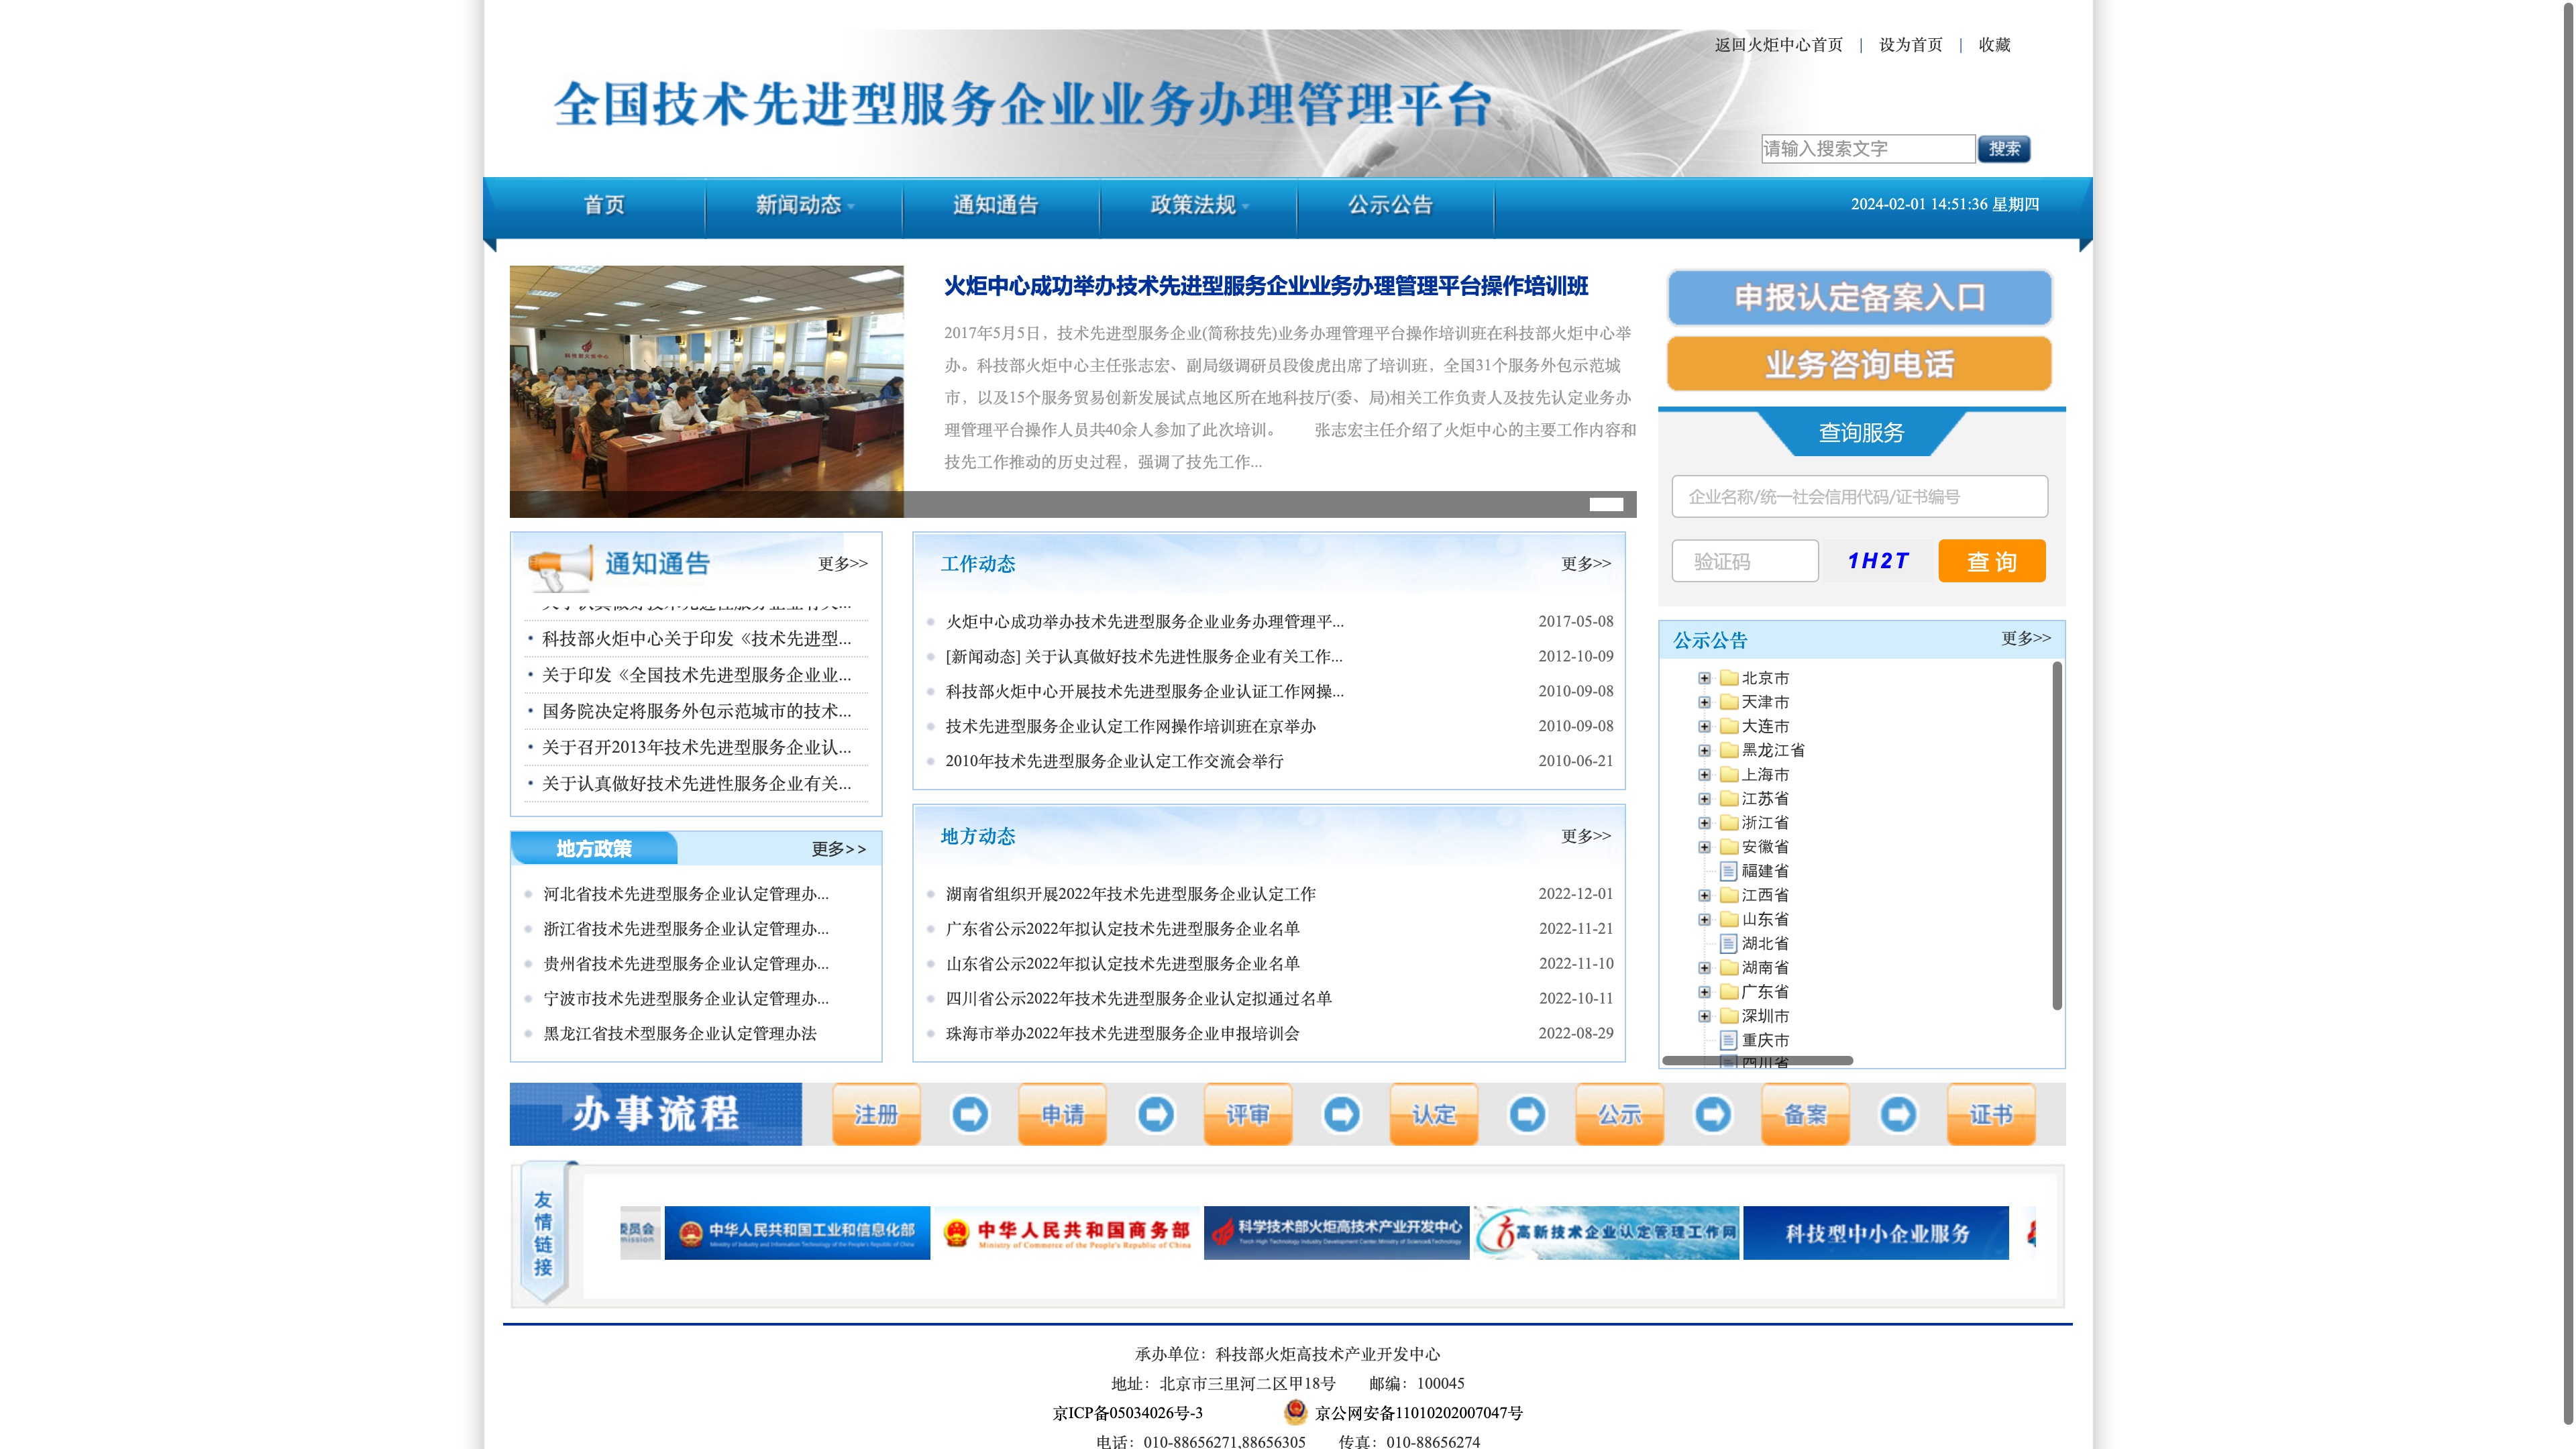 返回火炬中心首页 | 设为首页 | 收藏
全国技术先进型服务企业业务办理管理平台
请输入搜索文字 搜索
首页 新闻动态 通知通告 政策法规 公示公告 2024-02-01 14:51:36 星期四
科技部火炬中心
火炬中心成功举办技术先进型服务企业业务办理管理平台操作培训班
2017年5月5日，技术先进型服务企业(简称技先)业务办理管理平台操作培训班在科技部火炬中心举
办。科技部火炬中心主任张志宏、副局级调研员段俊虎出席了培训班，全国31个服务外包示范城
市，以及15个服务贸易创新发展试点地区所在地科技厅(委、局)相关工作负责人及技先认定业务办
理管理平台操作人员共40余人参加了此次培训。 张志宏主任介绍了火炬中心的主要工作内容和
技先工作推动的历史过程，强调了技先工作...
申报认定备案入口
业务咨询电话
查询服务
企业名称/统一社会信用代码/证书编号
验证码 1H2T 查 询
通知通告 更多>>
关于认真做好技术先进性服务企业有关...
科技部火炬中心关于印发《技术先进型...
关于印发《全国技术先进型服务企业业...
国务院决定将服务外包示范城市的技术...
关于召开2013年技术先进型服务企业认...
关于认真做好技术先进性服务企业有关...
工作动态 更多>>
火炬中心成功举办技术先进型服务企业业务办理管理平... 2017-05-08
[新闻动态] 关于认真做好技术先进性服务企业有关工作... 2012-10-09
科技部火炬中心开展技术先进型服务企业认证工作网操... 2010-09-08
技术先进型服务企业认定工作网操作培训班在京举办 2010-09-08
2010年技术先进型服务企业认定工作交流会举行 2010-06-21
公示公告 更多>>
北京市
天津市
大连市
黑龙江省
上海市
江苏省
浙江省
安徽省
福建省
江西省
山东省
湖北省
湖南省
广东省
深圳市
重庆市
四川省
地方政策 更多>>
河北省技术先进型服务企业认定管理办...
浙江省技术先进型服务企业认定管理办...
贵州省技术先进型服务企业认定管理办...
宁波市技术先进型服务企业认定管理办...
黑龙江省技术型服务企业认定管理办法
地方动态 更多>>
湖南省组织开展2022年技术先进型服务企业认定工作 2022-12-01
广东省公示2022年拟认定技术先进型服务企业名单 2022-11-21
山东省公示2022年拟认定技术先进型服务企业名单 2022-11-10
四川省公示2022年技术先进型服务企业认定拟通过名单 2022-10-11
珠海市举办2022年技术先进型服务企业申报培训会 2022-08-29
办事流程 注册 申请 评审 认定 公示 备案 证书
友情链接
委员会
mission
中华人民共和国工业和信息化部
Ministry of Industry and Information Technology of the People's Republic of China
中华人民共和国商务部
Ministry of Commerce of the People's Republic of China
科学技术部火炬高技术产业开发中心
Torch High Technology Industry Development Center,Ministry of Science&Technology
高新技术企业认定管理工作网
科技型中小企业服务
承办单位：科技部火炬高技术产业开发中心
地址：北京市三里河二区甲18号 邮编：100045
京ICP备05034026号-3 京公网安备11010202007047号
电话：010-88656271,88656305 传真：010-88656274